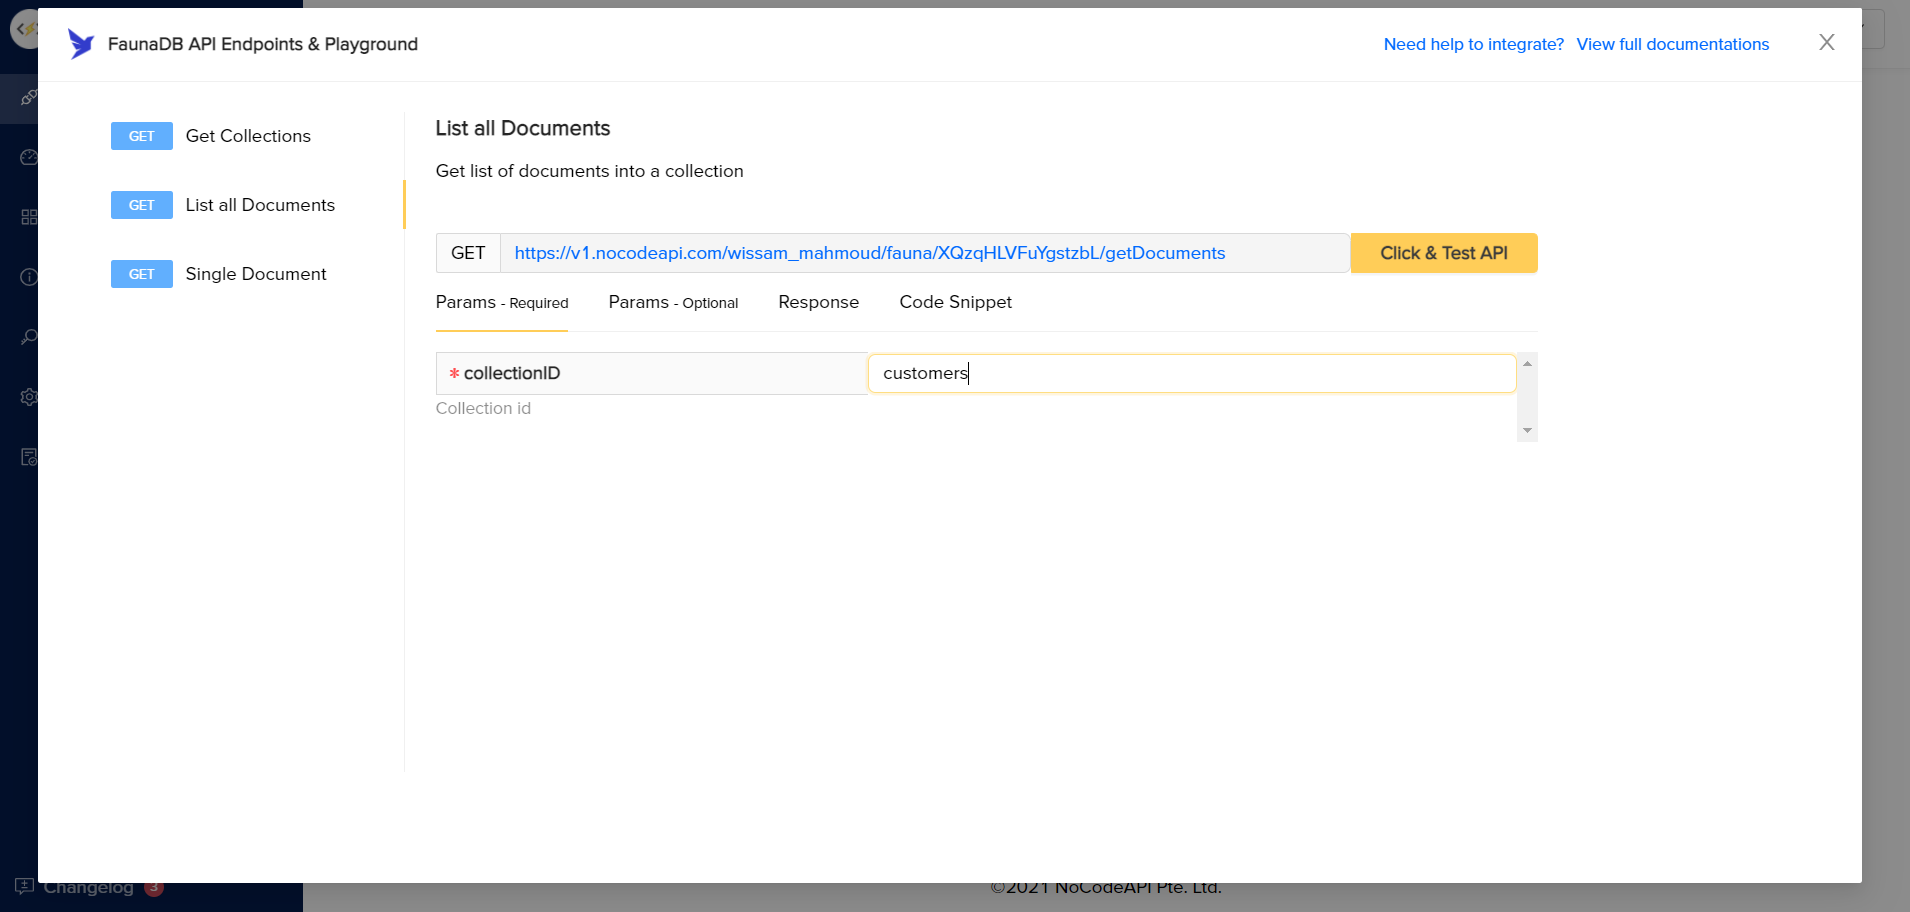 FaunaDB API Endpoints & Playground
Need help to integrate? View full documentations
GET Get Collections
GET List all Documents
GET Single Document
List all Documents
Get list of documents into a collection
GET https://v1.nocodeapi.com/wissam_mahmoud/fauna/XQzqHLVFuYgstzbL/getDocuments Click & Test API
Params - Required Params - Optional Response Code Snippet
* collectionID customers
Collection id
Changelog 3
©2021 NoCodeAPI Pte. Ltd.